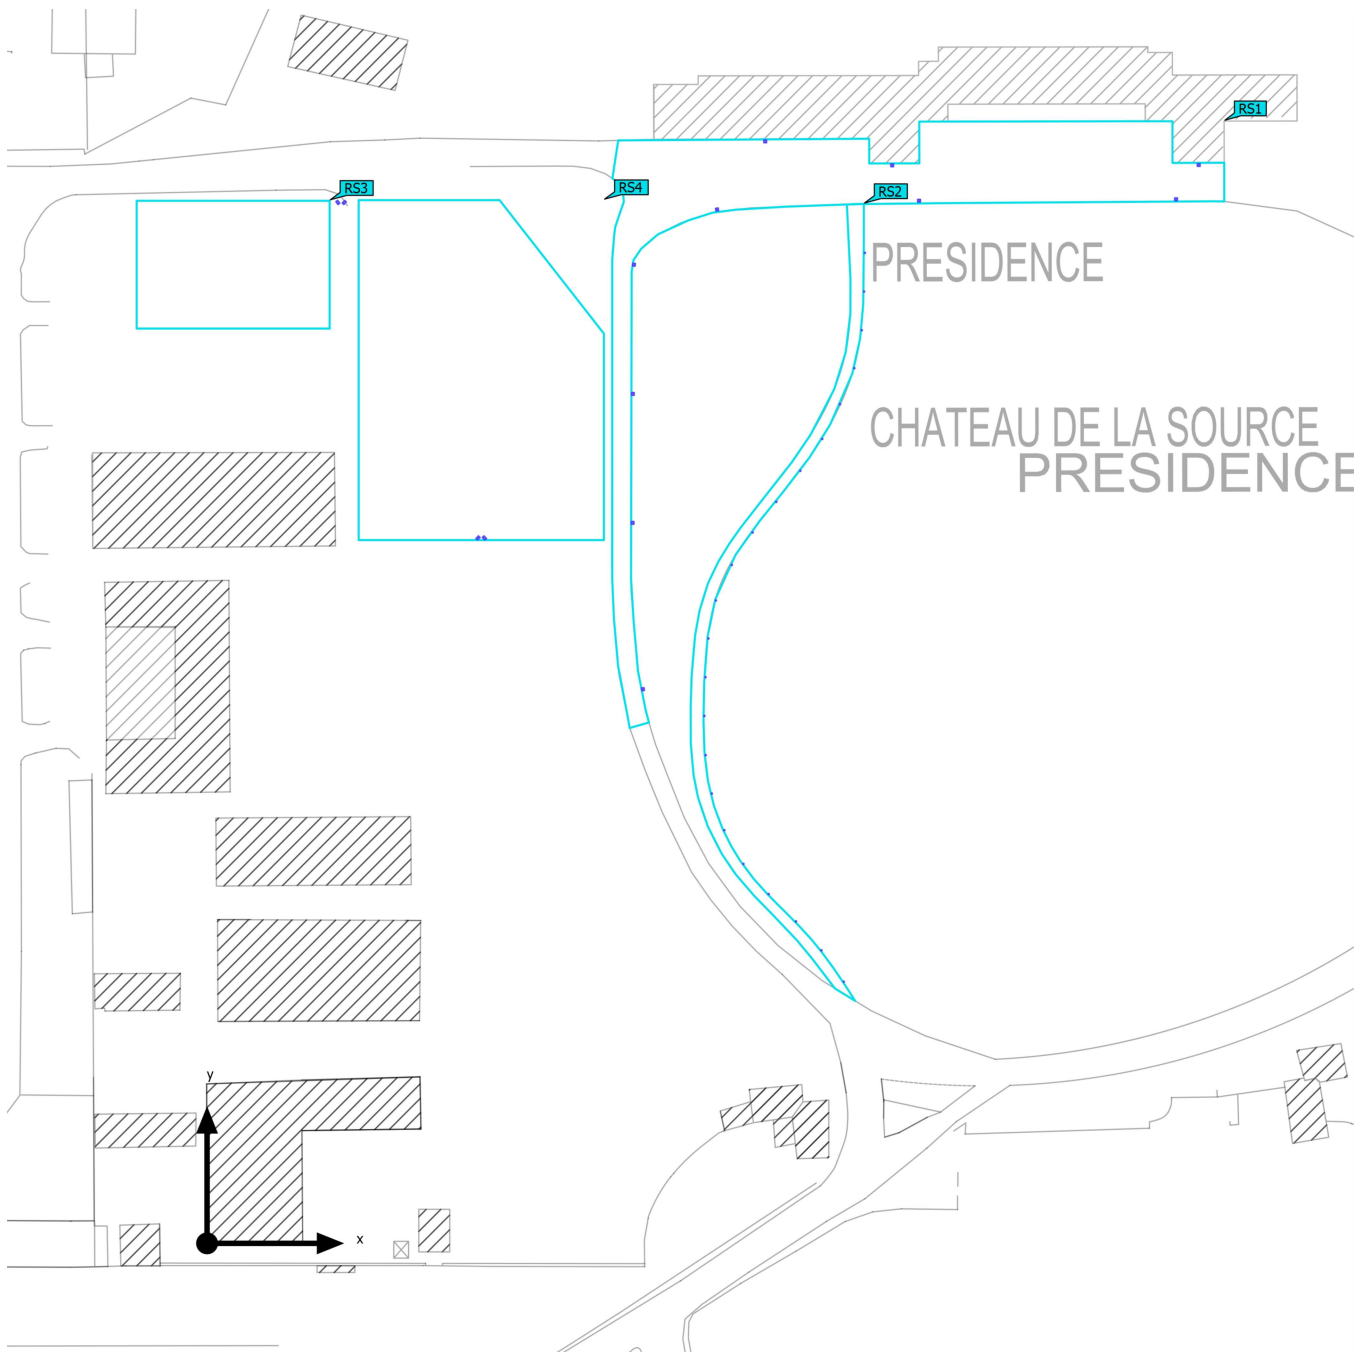 RS1
RS3
RS4
RS2
PRESIDENCE
CHATEAU DE LA SOURCE
PRESIDENCE
y
x